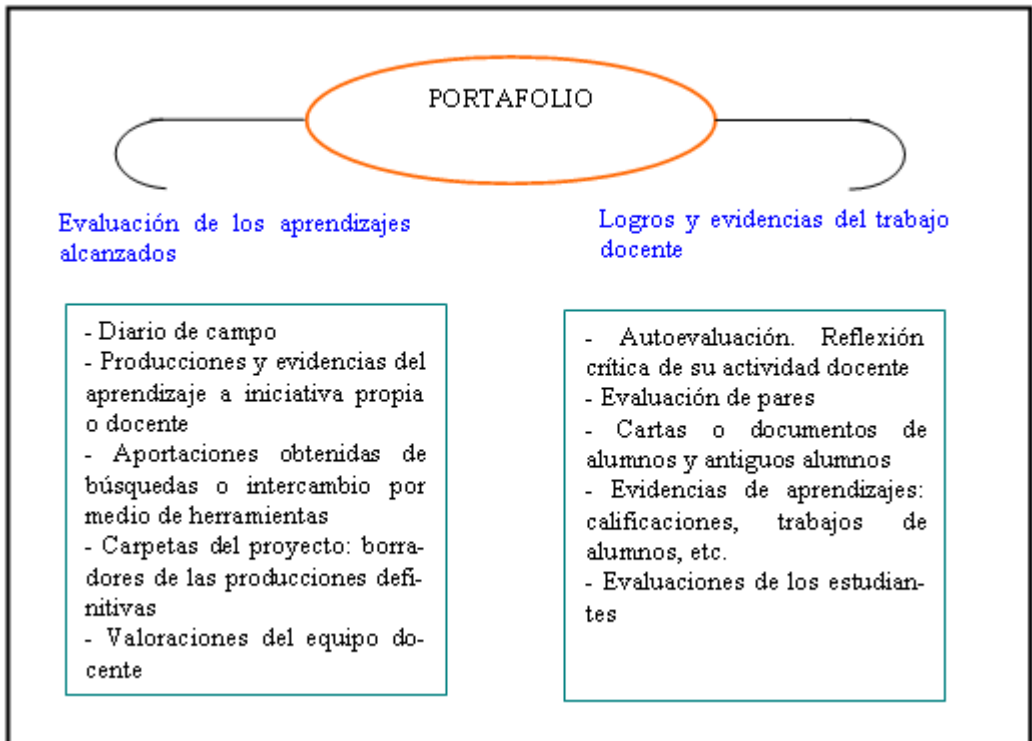 PORTAFOLIO
Evaluación de los aprendizajes
alcanzados
- Diario de campo
- Producciones y evidencias del
aprendizaje a iniciativa propia
o docente
- Aportaciones obtenidas de
búsquedas o intercambio por
medio de herramientas
- Carpetas del proyecto: borra-
dores de las producciones defi-
nitivas
- Valoraciones del equipo do-
cente
Logros y evidencias del trabajo
docente
- Autoevaluación. Reflexión
crítica de su actividad docente
- Evaluación de pares
- Cartas o documentos de
alumnos y antiguos alumnos
- Evidencias de aprendizajes:
calificaciones, trabajos de
alumnos, etc.
- Evaluaciones de los estudian-
tes